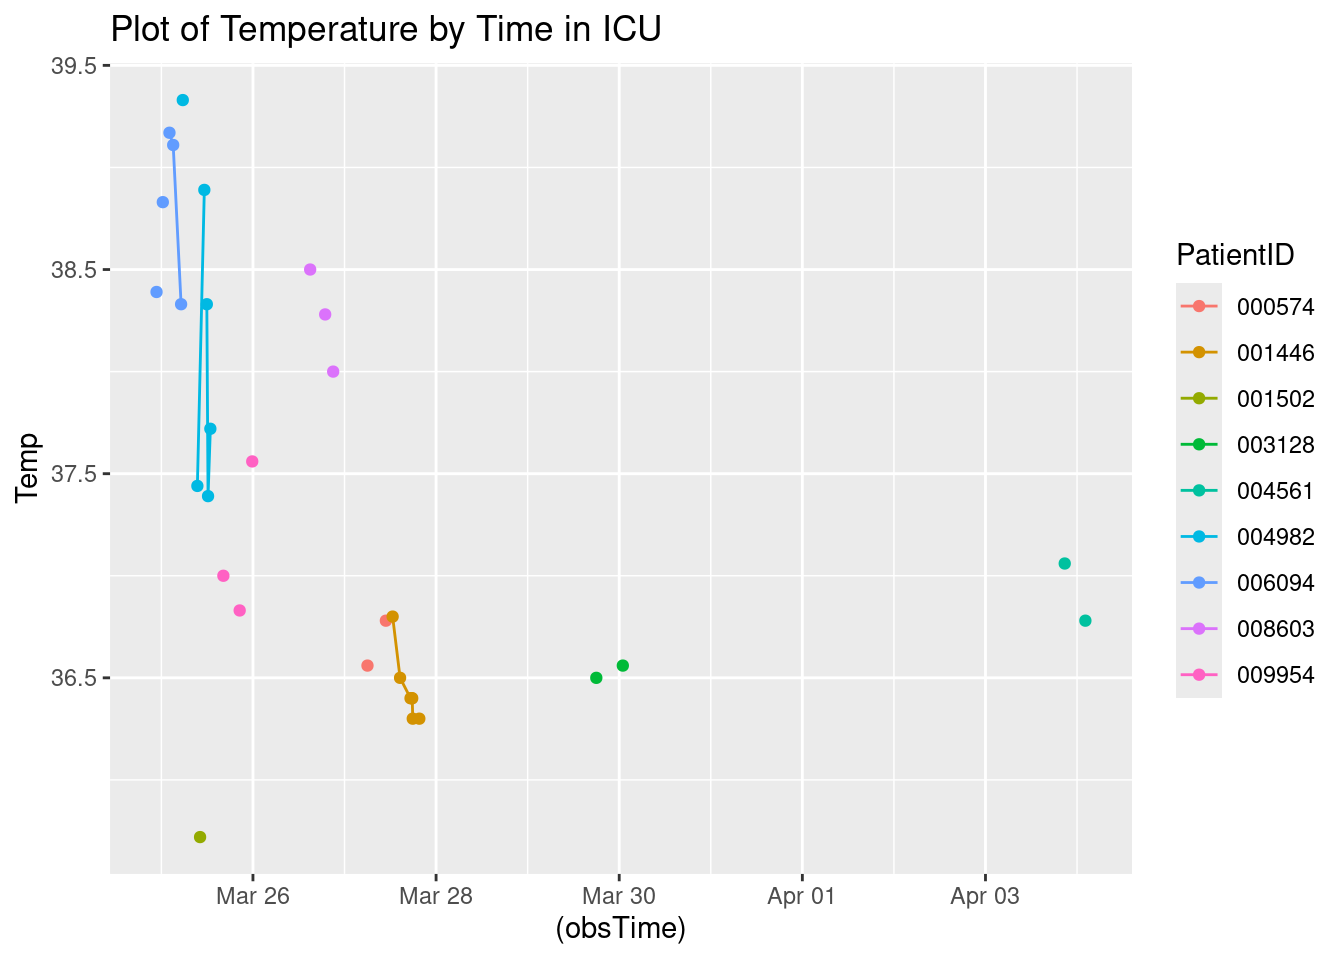 Plot of Temperature by Time in ICU
39.5
38.5
37.5
36.5
Temp
Mar 26 Mar 28 Mar 30 Apr 01 Apr 03
(obsTime)
PatientID
000574
001446
001502
003128
004561
004982
006094
008603
009954